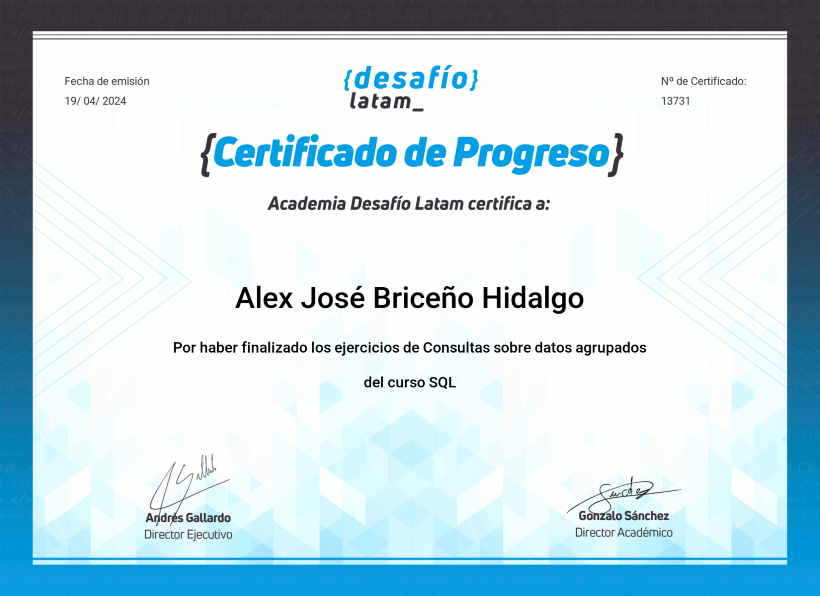 Fecha de emisión
19/ 04/ 2024
{desafío}
latam_
Nº de Certificado:
13731
{Certificado de Progreso}
Academia Desafío Latam certifica a:
Alex José Briceño Hidalgo
Por haber finalizado los ejercicios de Consultas sobre datos agrupados
del curso SQL
Andrés Gallardo
Director Ejecutivo
Gonzalo Sánchez
Director Académico